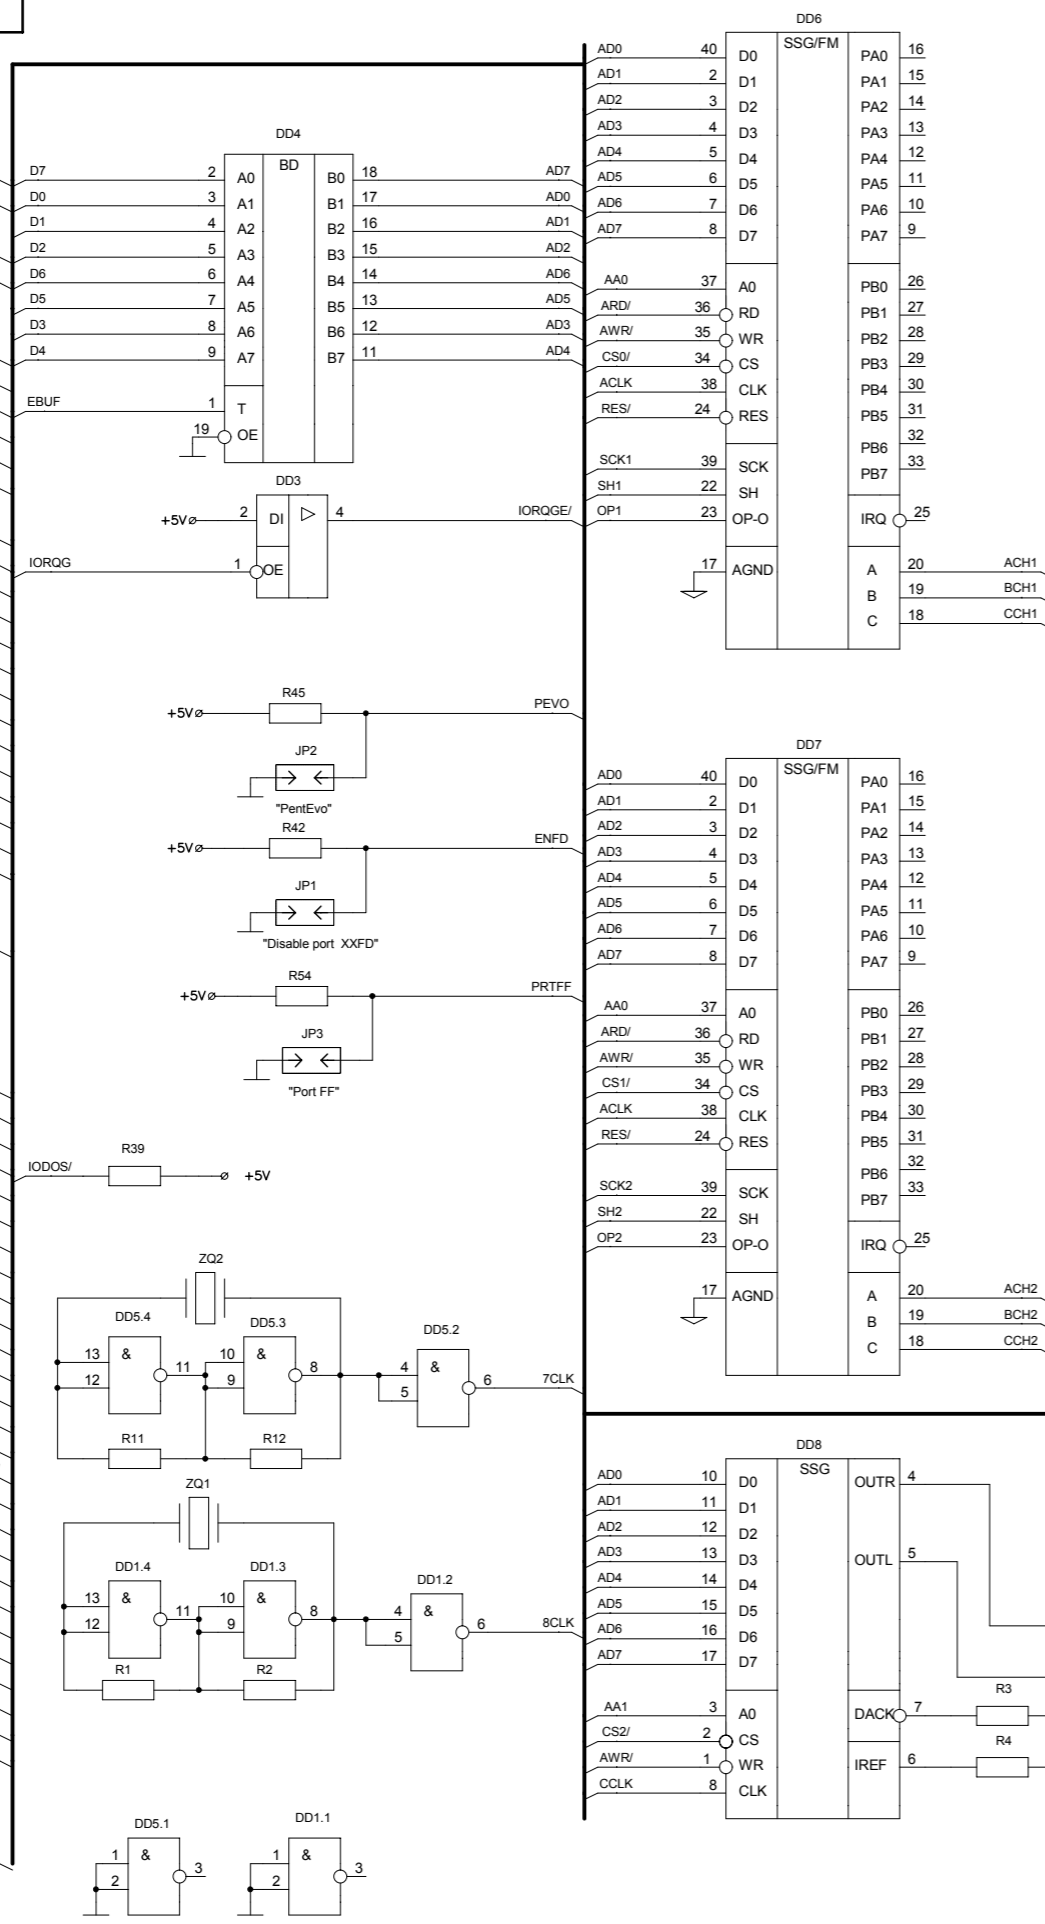 DD4
BD
D7 2 A0 B0 18 AD7
D0 3 A1 B1 17 AD0
D1 4 A2 B2 16 AD1
D2 5 A3 B3 15 AD2
D6 6 A4 B4 14 AD6
D5 7 A5 B5 13 AD5
D3 8 A6 B6 12 AD3
D4 9 A7 B7 11 AD4
EBUF 1 T
19 OE
DD3
+5V 2 DI 4 IORQGE/
IORQG 1 OE
R45
+5V PEVO
JP2
"PentEvo"
R42
+5V ENFD
JP1
"Disable port XXFD"
R54
+5V PRTFF
JP3
"Port FF"
R39
IODOS/ +5V
ZQ2
DD5.4 DD5.3 DD5.2
13 & 11 10 & 8 4 & 6 7CLK
12 9 5
R11 R12
ZQ1
DD1.4 DD1.3 DD1.2
13 & 11 10 & 8 4 & 6 8CLK
12 9 5
R1 R2
DD5.1 DD1.1
1 & 3 1 & 3
2 2
DD6
SSG/FM
AD0 40 D0 PA0 16
AD1 2 D1 PA1 15
AD2 3 D2 PA2 14
AD3 4 D3 PA3 13
AD4 5 D4 PA4 12
AD5 6 D5 PA5 11
AD6 7 D6 PA6 10
AD7 8 D7 PA7 9
AA0 37 A0 PB0 26
ARD/ 36 RD PB1 27
AWR/ 35 WR PB2 28
CS0/ 34 CS PB3 29
ACLK 38 CLK PB4 30
RES/ 24 RES PB5 31
PB6 32
SCK1 39 SCK PB7 33
SH1 22 SH
OP1 23 OP-O IRQ 25
17 AGND A 20 ACH1
B 19 BCH1
C 18 CCH1
DD7
SSG/FM
AD0 40 D0 PA0 16
AD1 2 D1 PA1 15
AD2 3 D2 PA2 14
AD3 4 D3 PA3 13
AD4 5 D4 PA4 12
AD5 6 D5 PA5 11
AD6 7 D6 PA6 10
AD7 8 D7 PA7 9
AA0 37 A0 PB0 26
ARD/ 36 RD PB1 27
AWR/ 35 WR PB2 28
CS1/ 34 CS PB3 29
ACLK 38 CLK PB4 30
RES/ 24 RES PB5 31
PB6 32
SCK2 39 SCK PB7 33
SH2 22 SH
OP2 23 OP-O IRQ 25
17 AGND A 20 ACH2
B 19 BCH2
C 18 CCH2
DD8
SSG
AD0 10 D0 OUTR 4
AD1 11 D1
AD2 12 D2
AD3 13 D3 OUTL 5
AD4 14 D4
AD5 15 D5
AD6 16 D6
AD7 17 D7
R3
AA1 3 A0 DACK 7
CS2/ 2 CS R4
AWR/ 1 WR IREF 6
CCLK 8 CLK